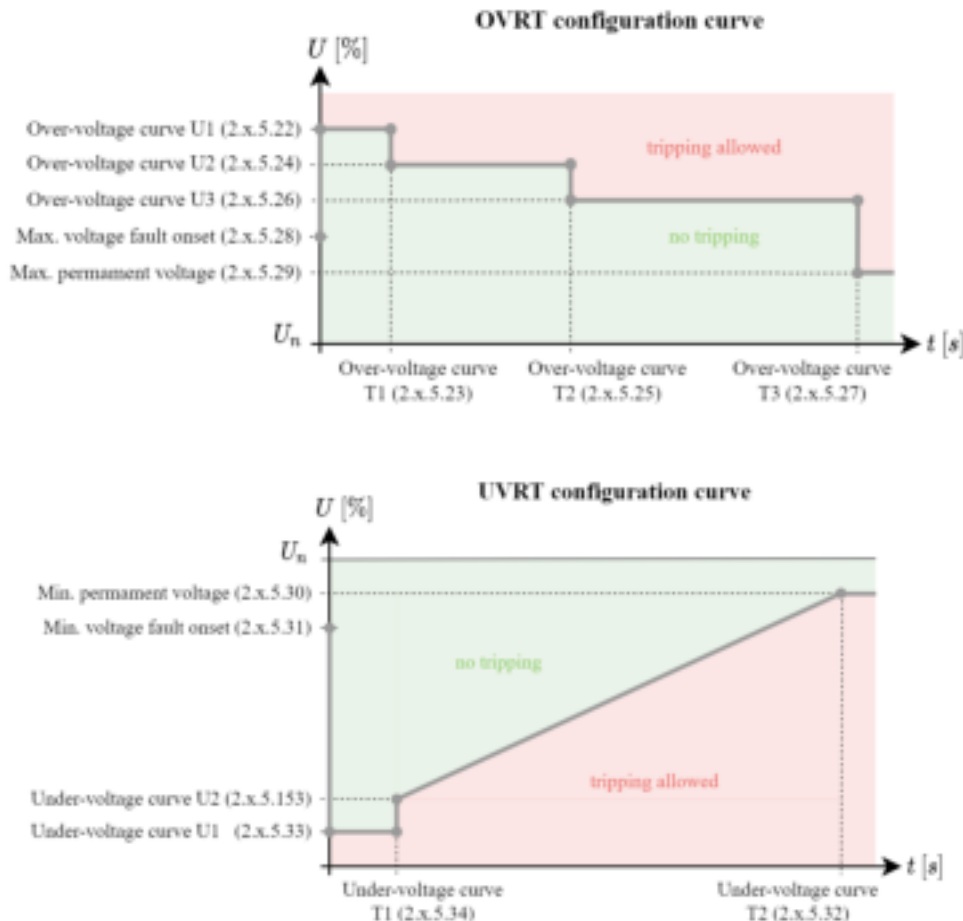 OVRT configuration curve
U [%]
Over-voltage curve U1 (2.x.5.22)
Over-voltage curve U2 (2.x.5.24)
tripping allowed
Over-voltage curve U3 (2.x.5.26)
Max. voltage fault onset (2.x.5.28)
no tripping
Max. permament voltage (2.x.5.29)
Uₙ
t [s]
Over-voltage curve
T1 (2.x.5.23)
Over-voltage curve
T2 (2.x.5.25)
Over-voltage curve
T3 (2.x.5.27)
UVRT configuration curve
U [%]
Uₙ
Min. permament voltage (2.x.5.30)
Min. voltage fault onset (2.x.5.31)
no tripping
tripping allowed
Under-voltage curve U2 (2.x.5.153)
Under-voltage curve U1 (2.x.5.33)
t [s]
Under-voltage curve
T1 (2.x.5.34)
Under-voltage curve
T2 (2.x.5.32)